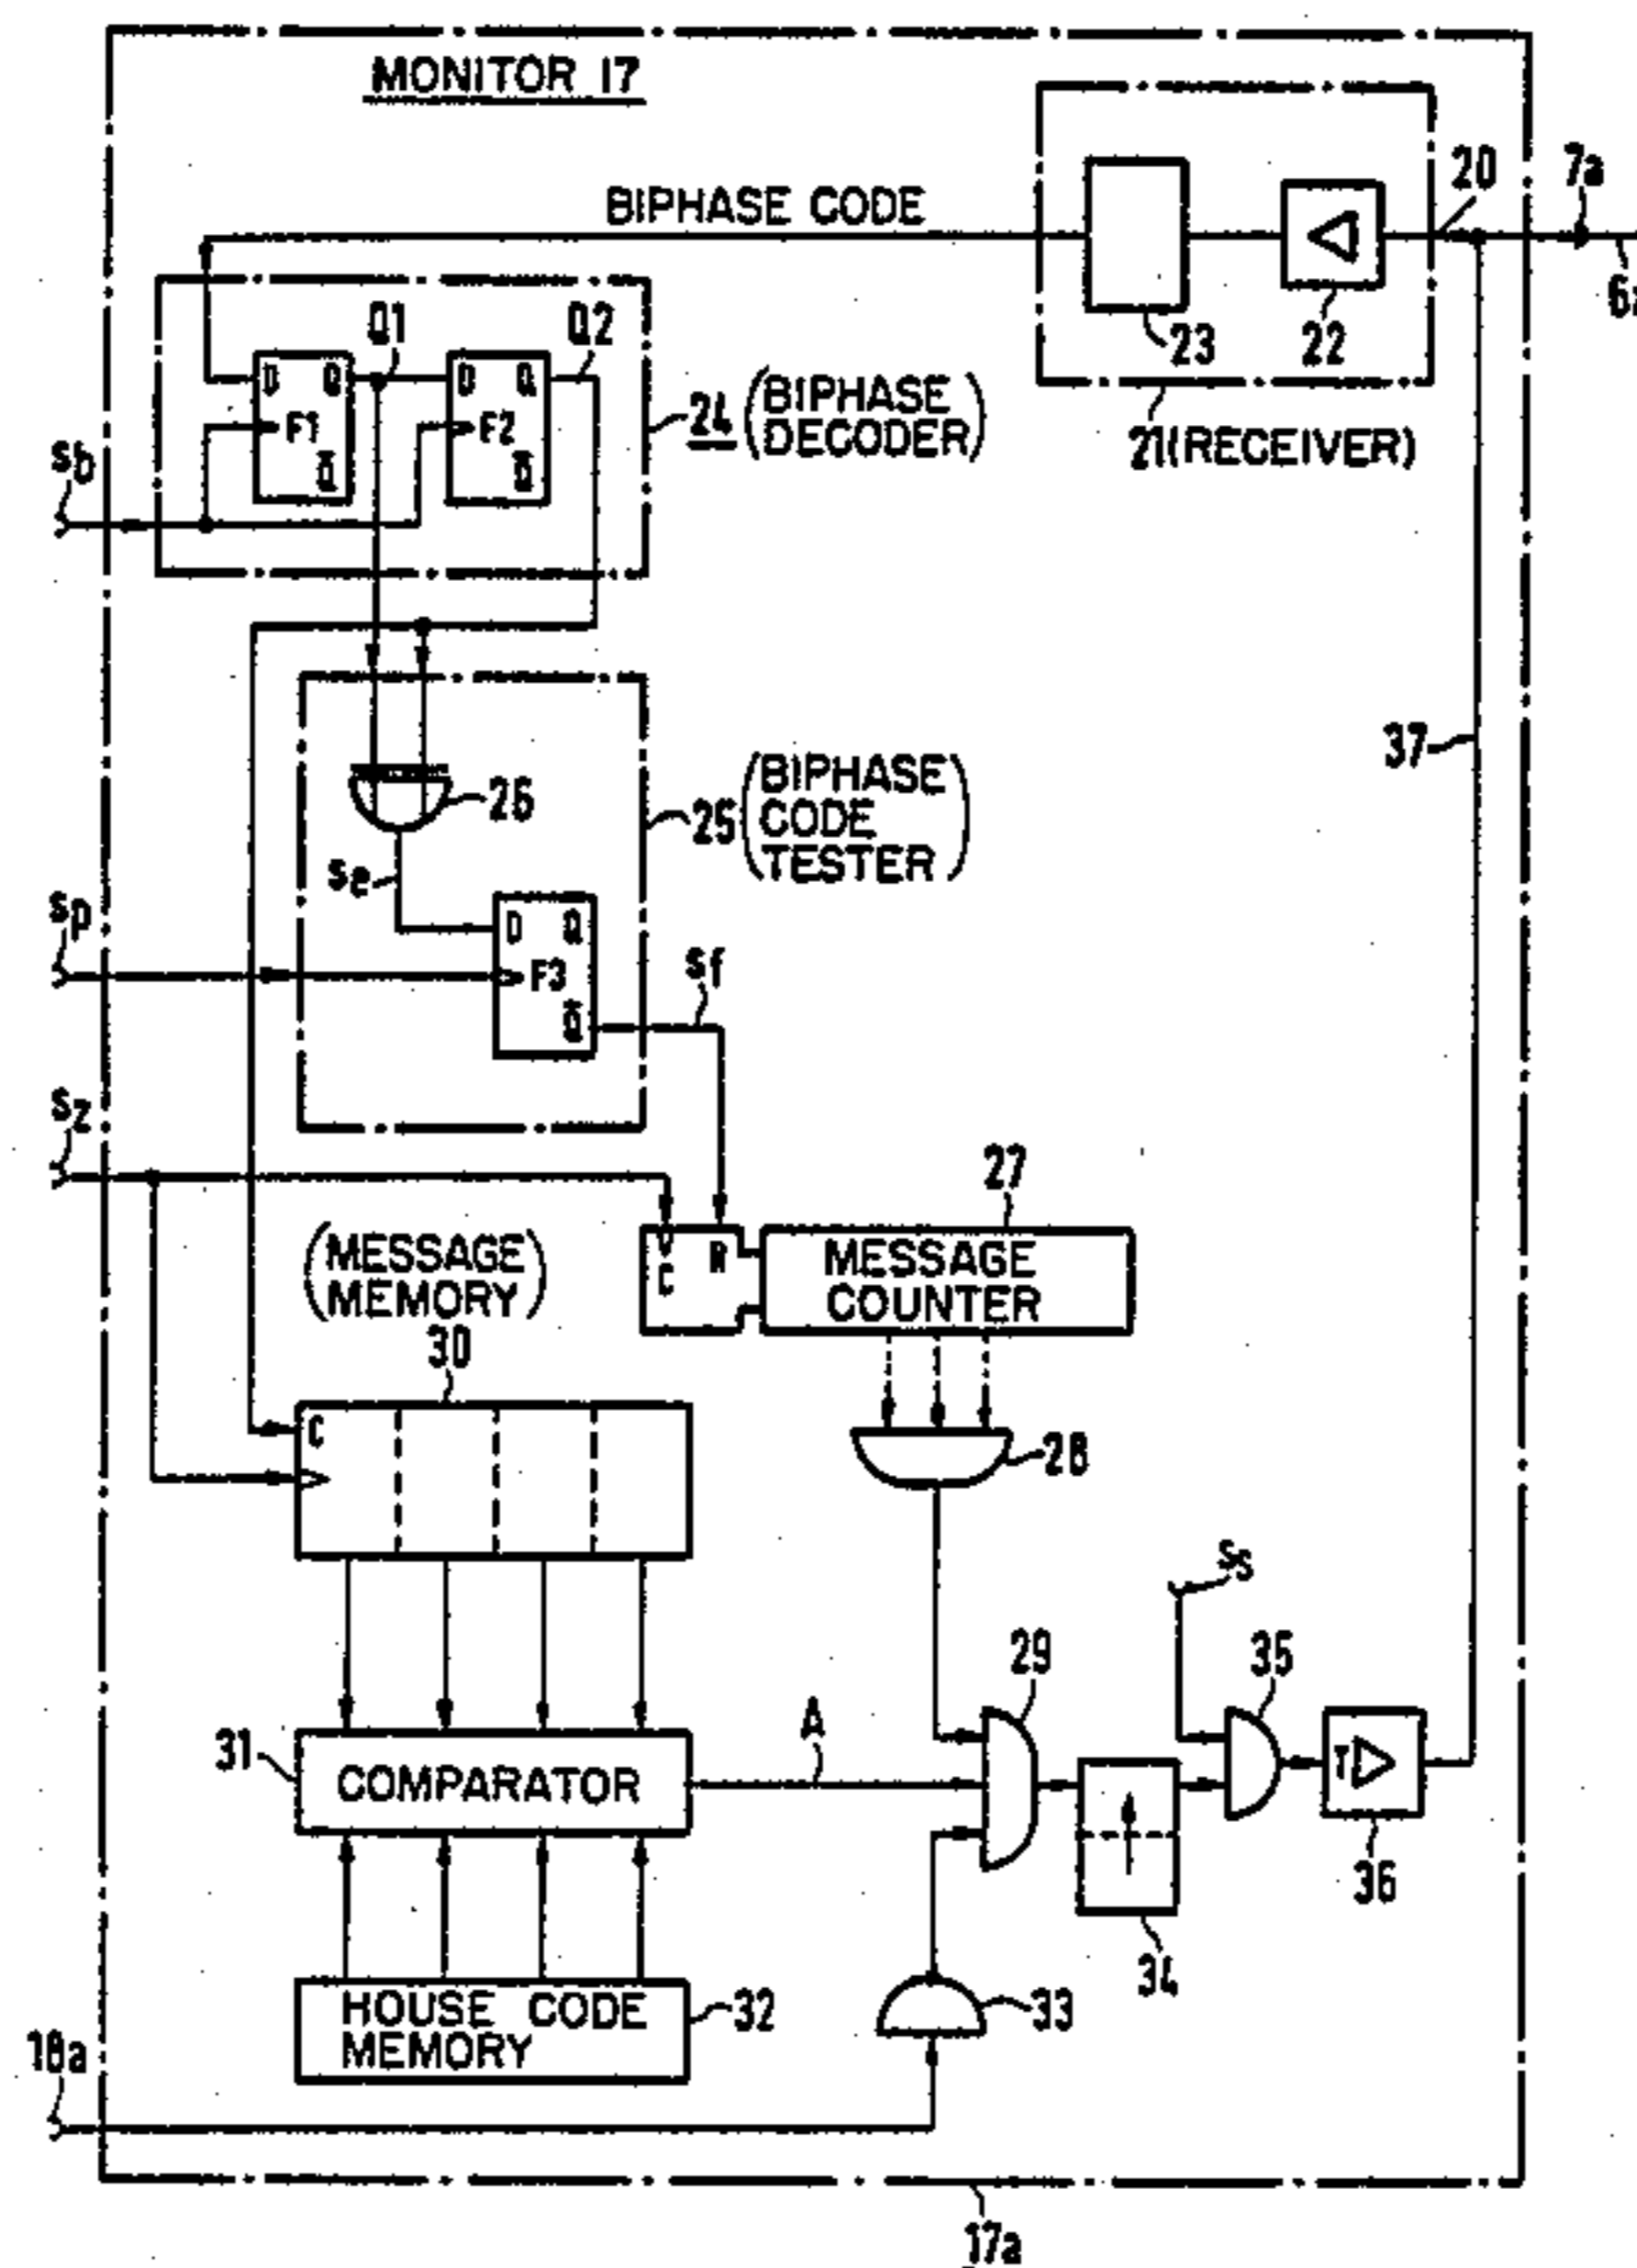 MONITOR 17
BIPHASE CODE
20
7a
23
22
21 (RECEIVER)
Q1
Q2
D Q
F1
Q̅
D Q
F2
Q̅
24 (BIPHASE
DECODER)
sb
26
25 (BIPHASE
CODE
TESTER)
se
sp
D Q
F3
Q̅
sf
sz
27
(MESSAGE
MEMORY)
30
C
R
MESSAGE
COUNTER
C
28
ss
29
35
31
COMPARATOR
A
T
36
34
37
HOUSE CODE
MEMORY
32
33
18a
17a